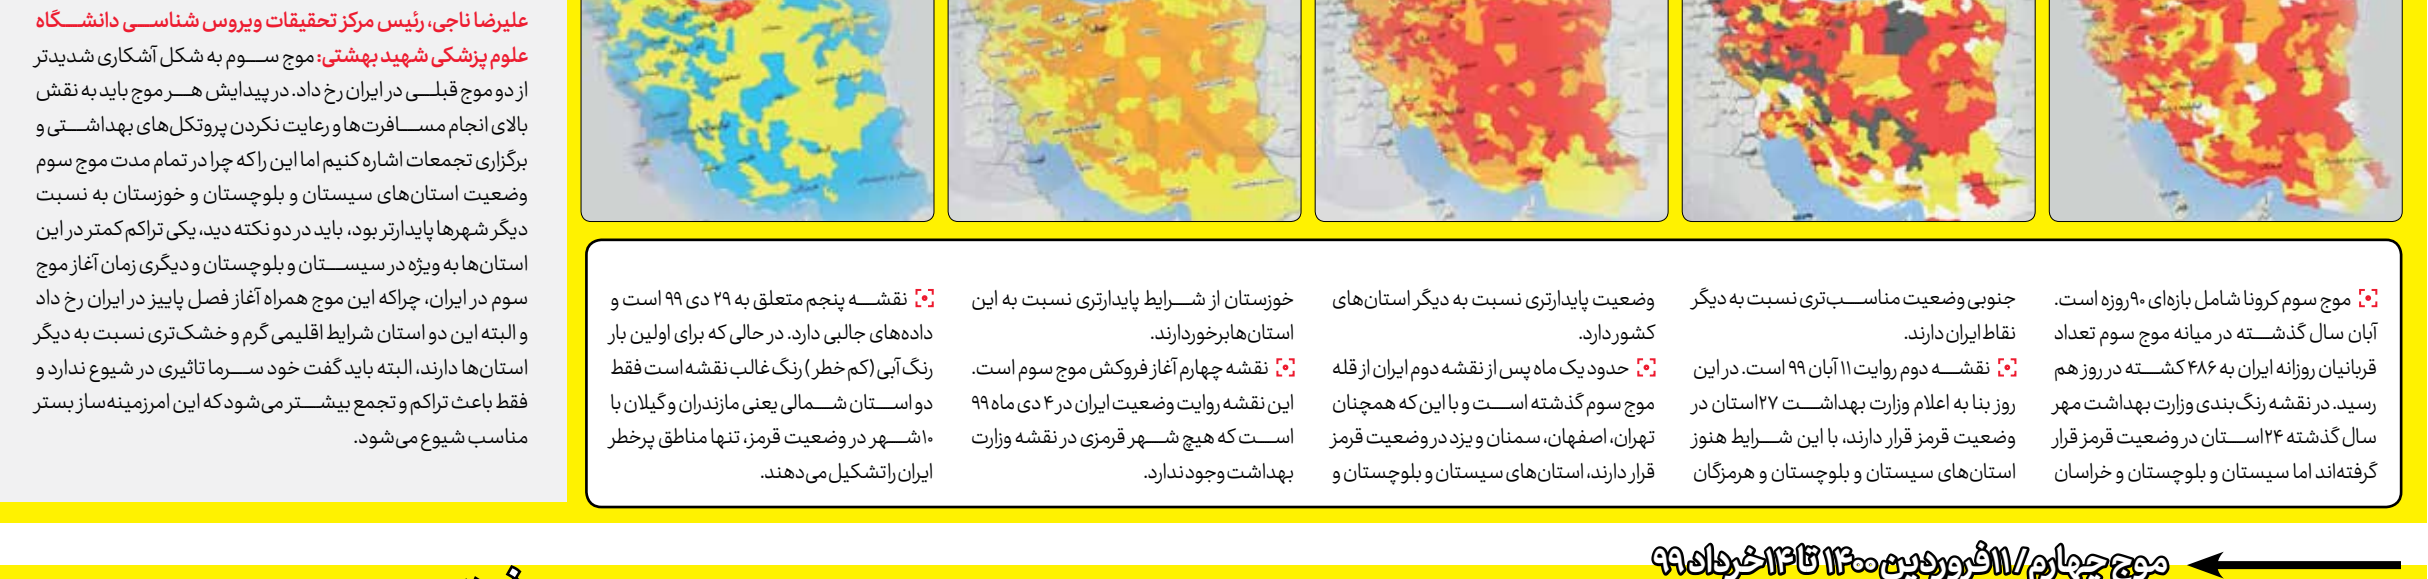 موج سوم کرونا شامل بازه‌ای ۹۰روزه است.
آبان سال گذشته در میانه موج سوم تعداد
قربانیان روزانه ایران به ۴۸۶ کشته در روز هم
رسید. در نقشه رنگ‌بندی وزارت بهداشت مهر
سال گذشته ۲۴استان در وضعیت قرمز قرار
گرفته‌اند اما سیستان و بلوچستان و خراسان
جنوبی وضعیت مناسب‌تری نسبت به دیگر
نقاط ایران دارند.
نقشه دوم روایت ۱۱ آبان ۹۹ است. در این
روز بنا به اعلام وزارت بهداشت ۲۷استان در
وضعیت قرمز قرار دارند، با این شرایط هنوز
استان‌های سیستان و بلوچستان و هرمزگان
وضعیت پایدارتری نسبت به دیگر استان‌های
کشور دارد.
حدود یک ماه پس از نقشه دوم ایران از قله
موج سوم گذشته است و با این که همچنان
تهران، اصفهان، سمنان و یزد در وضعیت قرمز
قرار دارند، استان‌های سیستان و بلوچستان و
خوزستان از شرایط پایدارتری نسبت به این
استان‌ها برخوردارند.
نقشه چهارم آغاز فروکش موج سوم است.
این نقشه روایت وضعیت ایران در ۴ دی ماه ۹۹
است که هیچ شهر قرمزی در نقشه وزارت
بهداشت وجود ندارد.
نقشه پنجم متعلق به ۲۹ دی ۹۹ است و
داده‌های جالبی دارد. در حالی که برای اولین بار
رنگ آبی (کم خطر) رنگ غالب نقشه است فقط
دو استان شمالی یعنی مازندران و گیلان با
۱۰شهر در وضعیت قرمز، تنها مناطق پرخطر
ایران را تشکیل می‌دهند.
علیرضا ناجی، رئیس مرکز تحقیقات ویروس شناسی دانشگاه
علوم پزشکی شهید بهشتی: موج سوم به شکل آشکاری شدیدتر
از دو موج قبلی در ایران رخ داد. در پیدایش هر موج باید به نقش
بالای انجام مسافرت‌ها و رعایت نکردن پروتکل‌های بهداشتی و
برگزاری تجمعات اشاره کنیم اما این را که چرا در تمام مدت موج سوم
وضعیت استان‌های سیستان و بلوچستان و خوزستان به نسبت
دیگر شهرها پایدارتر بود، باید در دو نکته دید، یکی تراکم کمتر در این
استان‌ها به ویژه در سیستان و بلوچستان و دیگری زمان آغاز موج
سوم در ایران، چراکه این موج همراه آغاز فصل پاییز در ایران رخ داد
و البته این دو استان شرایط اقلیمی گرم و خشک‌تری نسبت به دیگر
استان‌ها دارند، البته باید گفت خود سرما تاثیری در شیوع ندارد و
فقط باعث تراکم و تجمع بیشتر می‌شود که این امر زمینه‌ساز بستر
مناسب شیوع می‌شود.
موج چهارم/ ۱۱فروردین ۱۴۰۰ تا ۱۴خرداد ۹۹